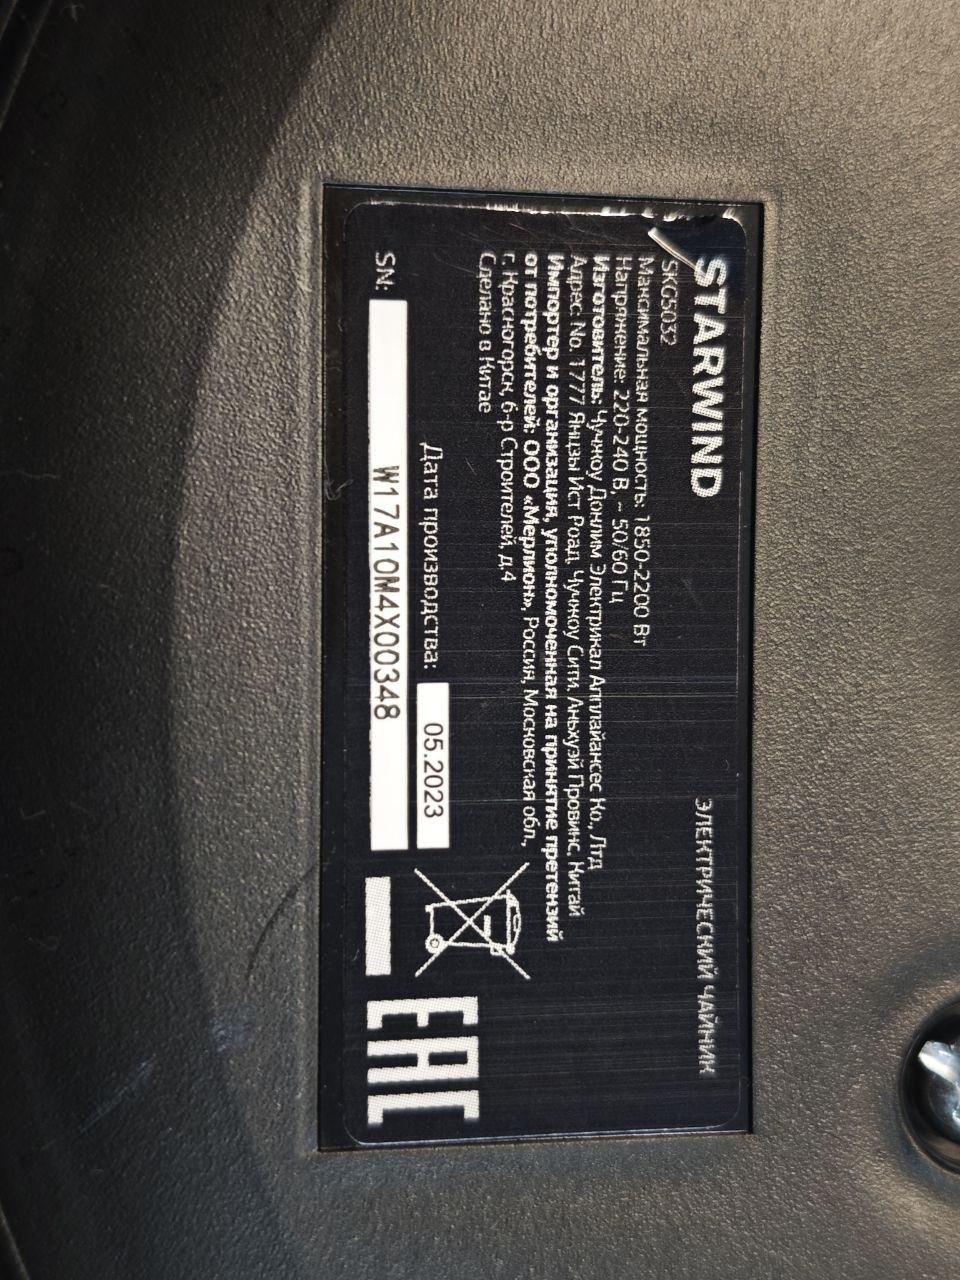 STARWIND
ЭЛЕКТРИЧЕСКИЙ ЧАЙНИК
SKG5032
Максимальная мощность: 1850-2200 Вт
Напряжение: 220-240 В, ~ 50/60 Гц
Изготовитель: Чучжоу Донлим Электрикал Апплайансес Ко., Лтд
Адрес: No. 1777 Янцзы Ист Роад, Чучжоу Сити, Аньхуэй Провинс, Китай
Импортер и организация, уполномоченная на принятие претензий
от потребителей: ООО «Мерлион», Россия, Московская обл.,
г. Красногорск, б-р Строителей, д.4
Сделано в Китае
Дата производства: 05.2023
SN: W17A10M4X00348
EAC